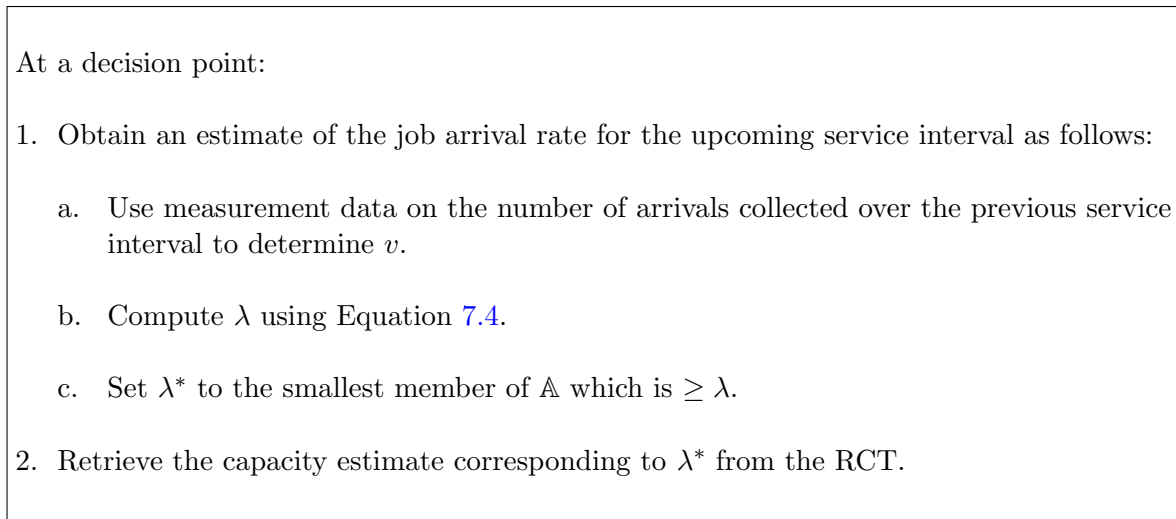 At a decision point:
1. Obtain an estimate of the job arrival rate for the upcoming service interval as follows:
a. Use measurement data on the number of arrivals collected over the previous service
interval to determine v.
b. Compute λ using Equation 7.4.
c. Set λ* to the smallest member of 𝔸 which is ≥ λ.
2. Retrieve the capacity estimate corresponding to λ* from the RCT.